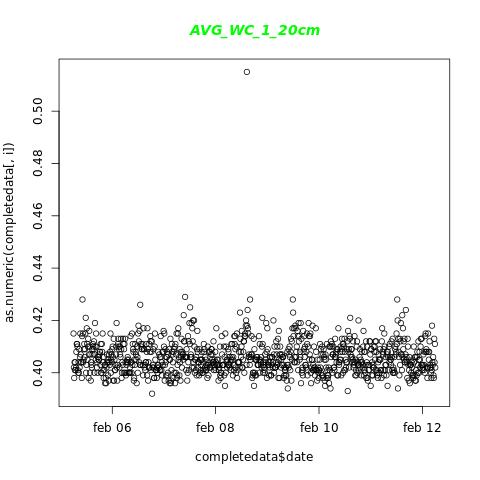 AVG_WC_1_20cm
as.numeric(completedata[, i])
0.50
0.48
0.46
0.44
0.42
0.40
feb 06
feb 08
feb 10
feb 12
completedata$date